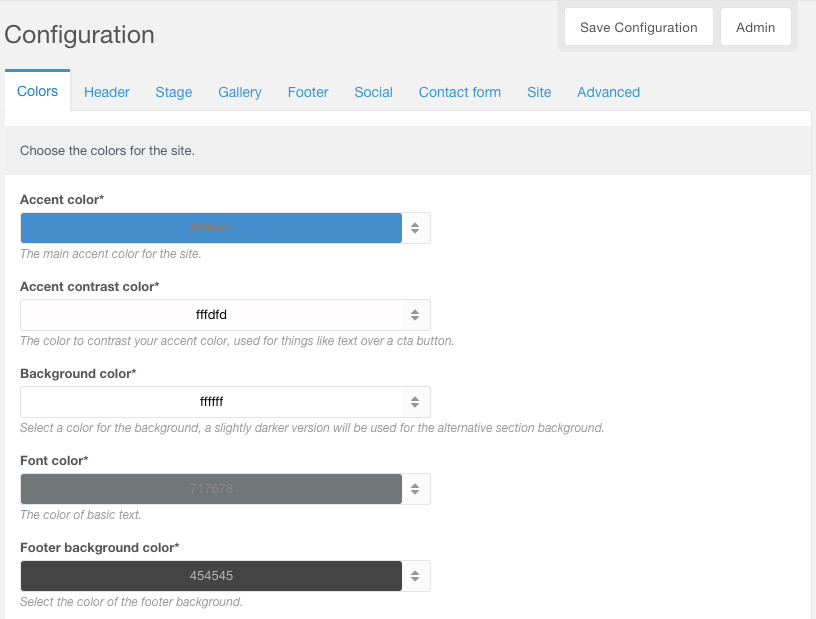 Configuration
Save Configuration Admin
Colors Header Stage Gallery Footer Social Contact form Site Advanced
Choose the colors for the site.
Accent color*
The main accent color for the site.
Accent contrast color*
fffdfd
The color to contrast your accent color, used for things like text over a cta button.
Background color*
ffffff
Select a color for the background, a slightly darker version will be used for the alternative section background.
Font color*
717678
The color of basic text.
Footer background color*
454545
Select the color of the footer background.